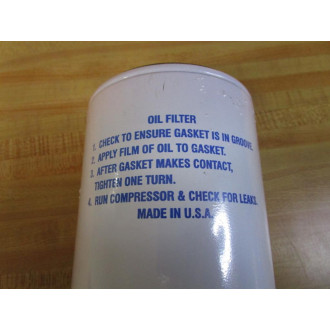 OIL FILTER
1. CHECK TO ENSURE GASKET IS IN GROOVE.
2. APPLY FILM OF OIL TO GASKET.
3. AFTER GASKET MAKES CONTACT,
TIGHTEN ONE TURN.
4. RUN COMPRESSOR & CHECK FOR LEAKS.
MADE IN U.S.A.